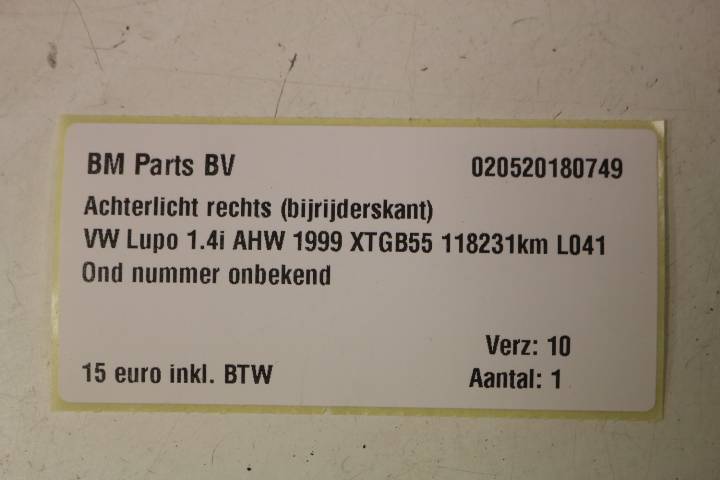 BM Parts BV 020520180749
Achterlicht rechts (bijrijderskant)
VW Lupo 1.4i AHW 1999 XTGB55 118231km L041
Ond nummer onbekend
Verz: 10
15 euro inkl. BTW Aantal: 1